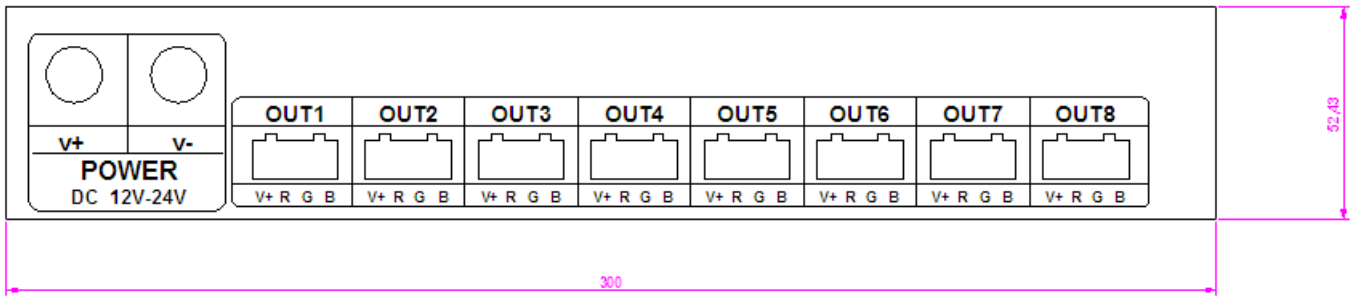 V+ V-
POWER
DC 12V-24V
OUT1 OUT2 OUT3 OUT4 OUT5 OUT6 OUT7 OUT8
V+ R G B V+ R G B V+ R G B V+ R G B V+ R G B V+ R G B V+ R G B V+ R G B
52,43
300